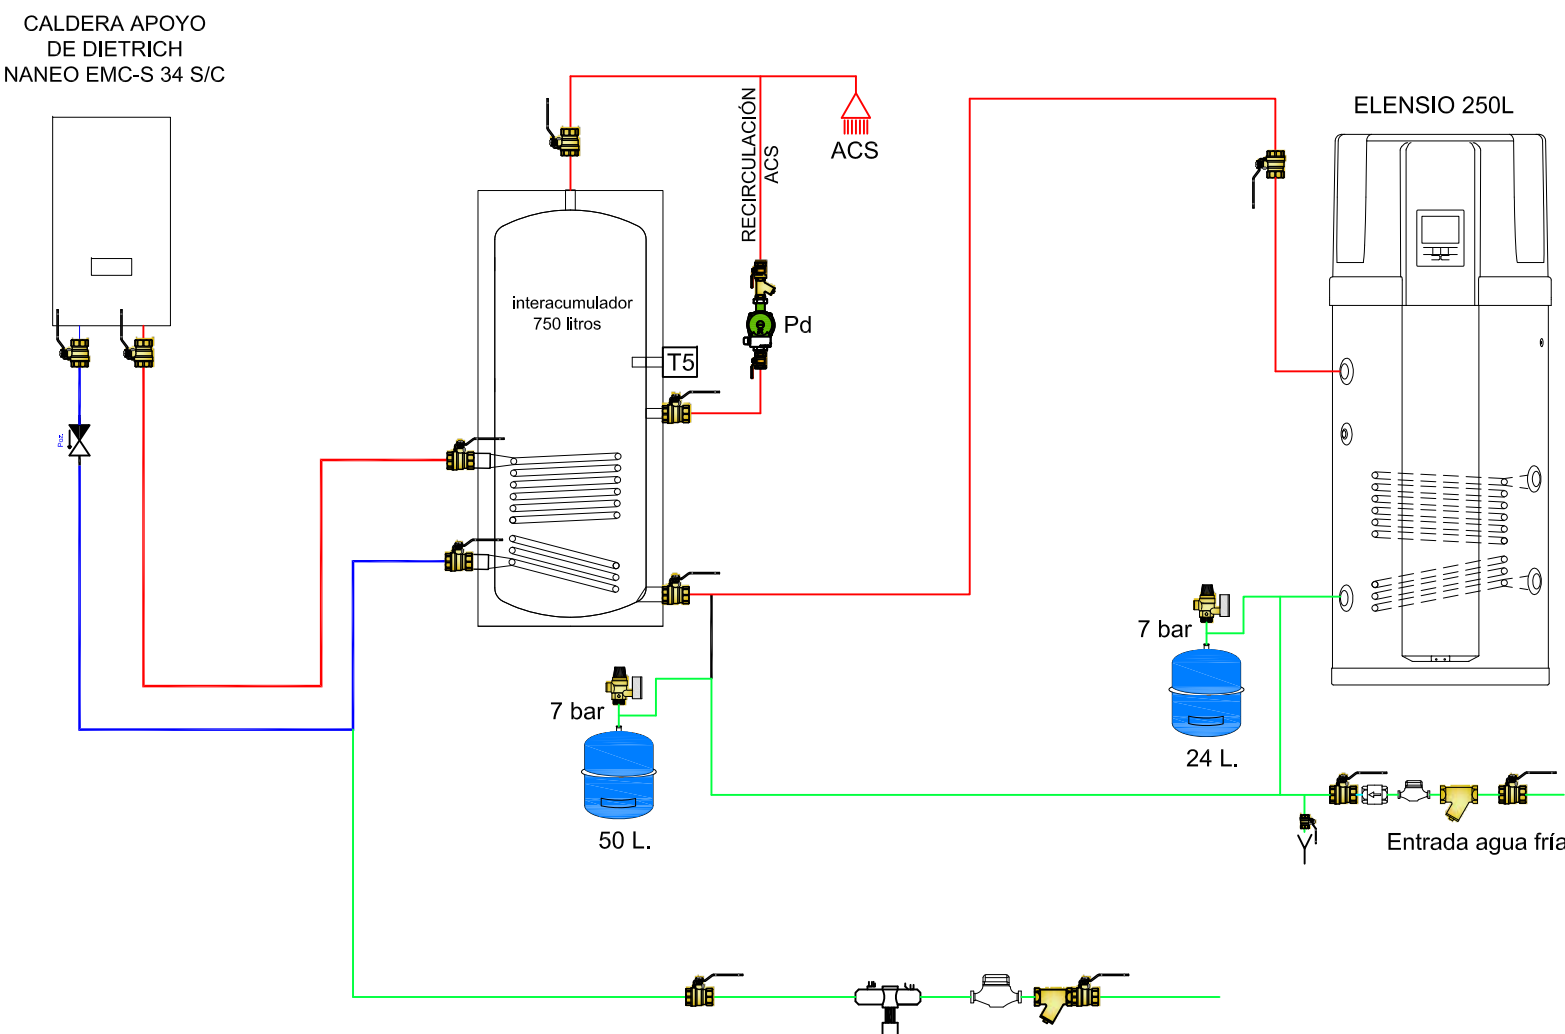 CALDERA APOYO
DE DIETRICH
NANEO EMC-S 34 S/C
ELENSIO 250L
RECIRCULACIÓN
ACS
ACS
interacumulador
750 litros
Pd
T5
Poz.
7 bar
24 L.
7 bar
50 L.
Entrada agua fría